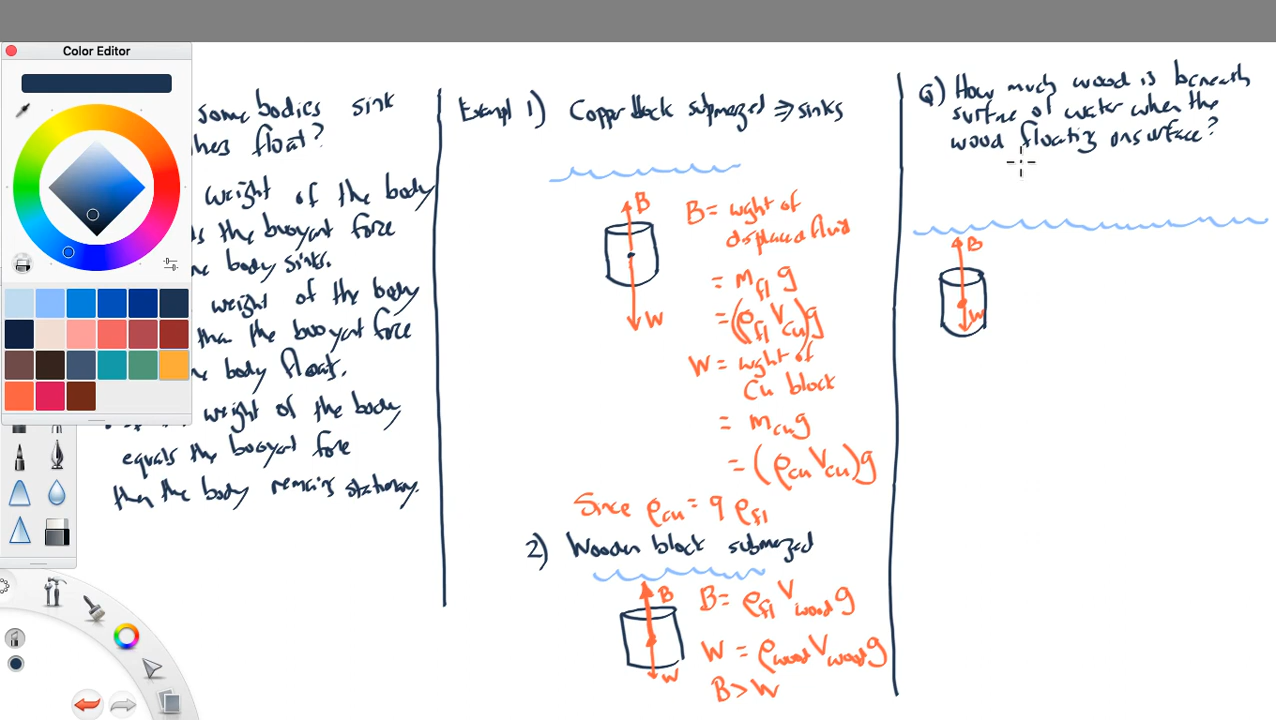 Color Editor
some bodies sink
hers float?
weight of the body
s the buoyant force
e body sinks.
weight of the body
than the buoyant force
e body float.
weight of the body
equals the buoyant force
then the body remains stationary.
Exampl 1) Copper block submerged ⇒ sinks
B
W
B = wght of
displaced fluid
= m_fl g
= (ρ_fl V_cu)g
W = wght of
Cu block
= m_cu g
= (ρ_cu V_cu)g
Since ρ_cu = 9 ρ_fl
2) Wooden block submerged
B
W
B = ρ_fl V_wood g
W = ρ_wood V_wood g
B > W
Q) How much wood is beneath
surface of water when the
wood floating on surface?
B
W